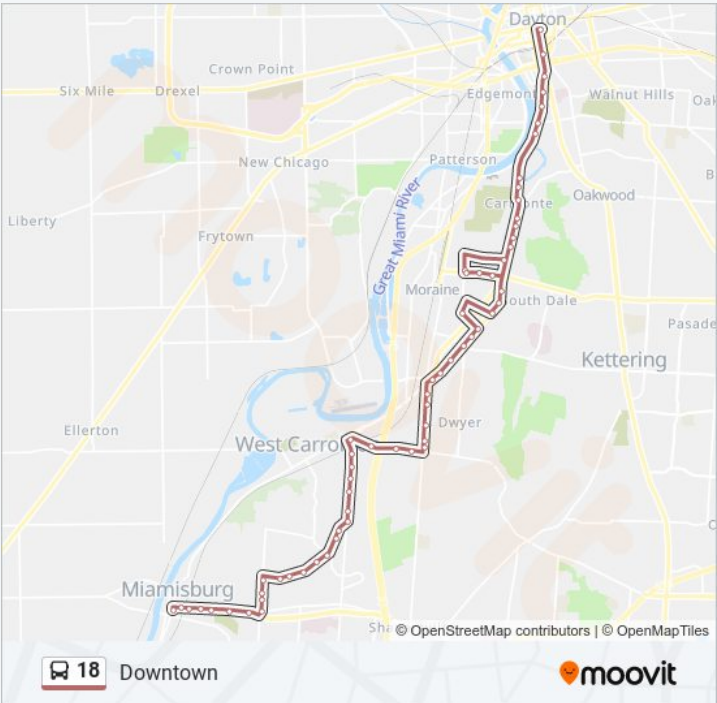 Dayton
Crown Point
Six Mile
Drexel
Edgemont
Walnut Hills
New Chicago
Patterson
Oakwood
Liberty
Frytown
Great Miami River
Moraine
South Dale
Kettering
Ellerton
West Carro
Dwyer
Miamisburg
© OpenStreetMap contributors | © OpenMapTiles
18 Downtown
moovit